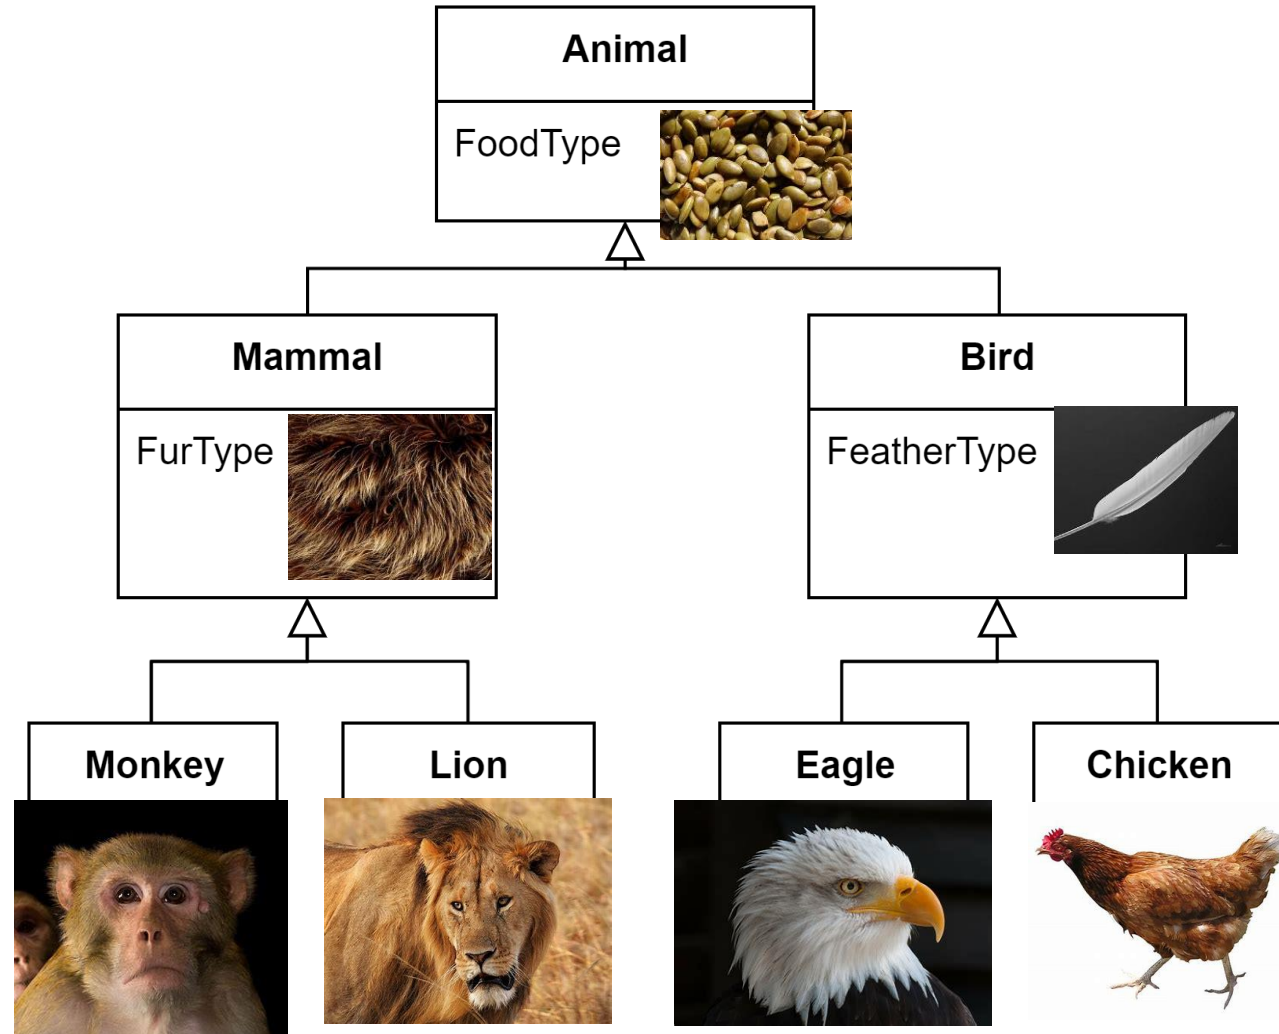 Animal
FoodType
Mammal
Bird
FurType
FeatherType
Monkey
Lion
Eagle
Chicken